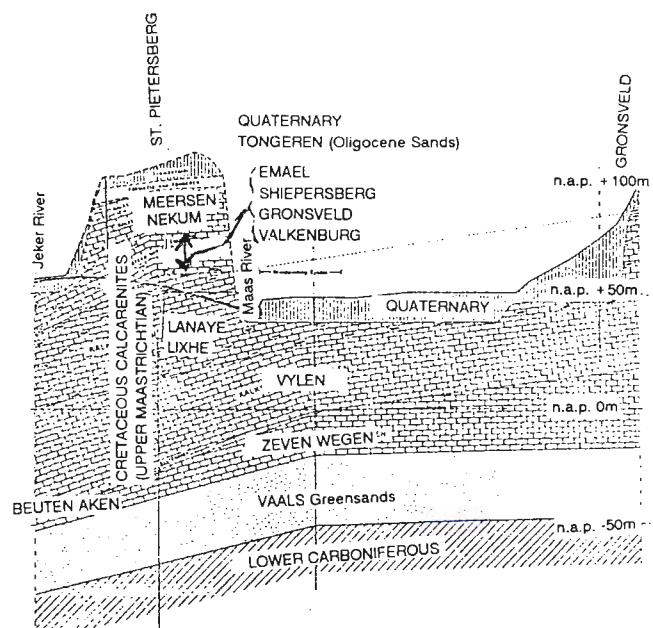 ST. PIETERSBERG
GRONSVELD
QUATERNARY
TONGEREN (Oligocene Sands)
EMAEL
SHIEPERSBERG
GRONSVELD
VALKENBURG
n.a.p. +100m
MEERSEN
NEKUM
Jeker River
Maas River
n.a.p. +50m
QUATERNARY
CRETACEOUS CALCARENITES
(UPPER MAASTRICHTIAN)
LANAYE
LIXHE
VYLEN
n.a.p. 0m
ZEVEN WEGEN
BEUTEN AKEN
VAALS Greensands
n.a.p. -50m
LOWER CARBONIFEROUS